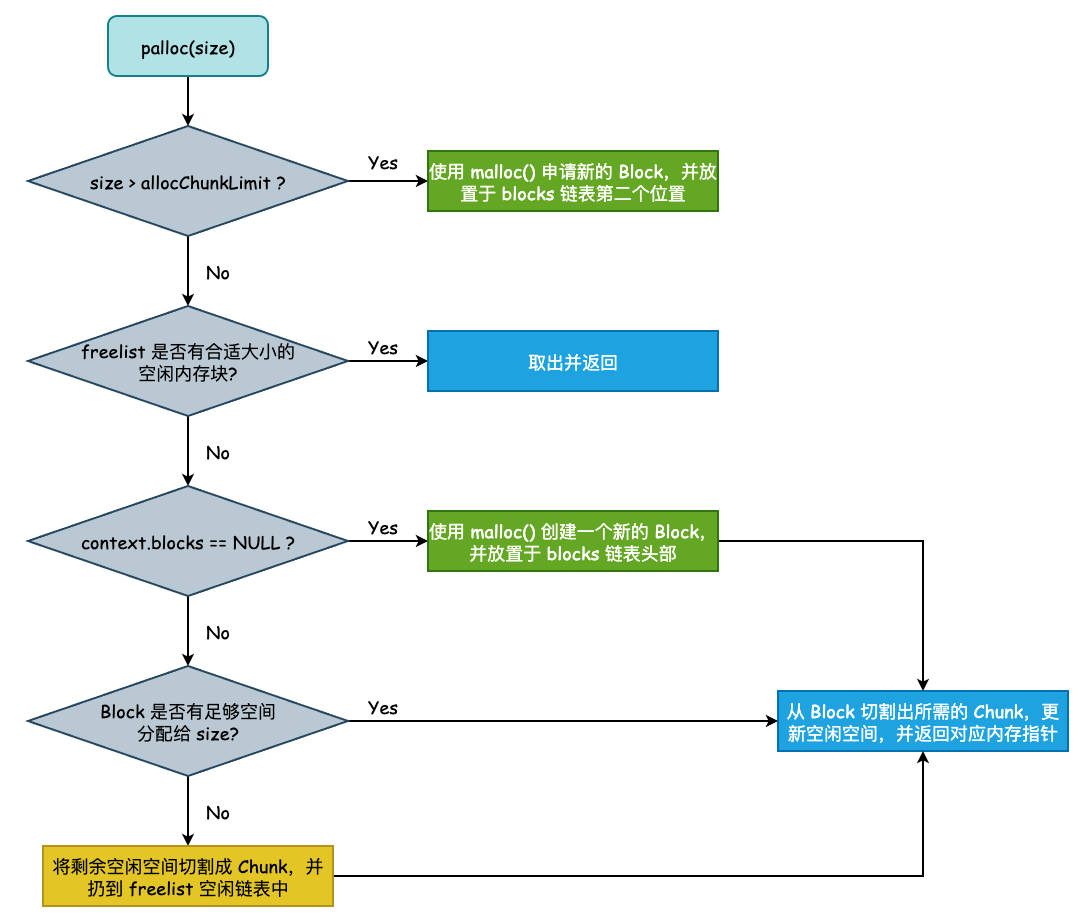 palloc(size)
size > allocChunkLimit ?
Yes
使用 malloc() 申请新的 Block，并放
置于 blocks 链表第二个位置
No
freelist 是否有合适大小的
空闲内存块?
Yes
取出并返回
No
context.blocks == NULL ?
Yes
使用 malloc() 创建一个新的 Block，
并放置于 blocks 链表头部
No
Block 是否有足够空间
分配给 size?
Yes
从 Block 切割出所需的 Chunk，更
新空闲空间，并返回对应内存指针
No
将剩余空闲空间切割成 Chunk，并
扔到 freelist 空闲链表中